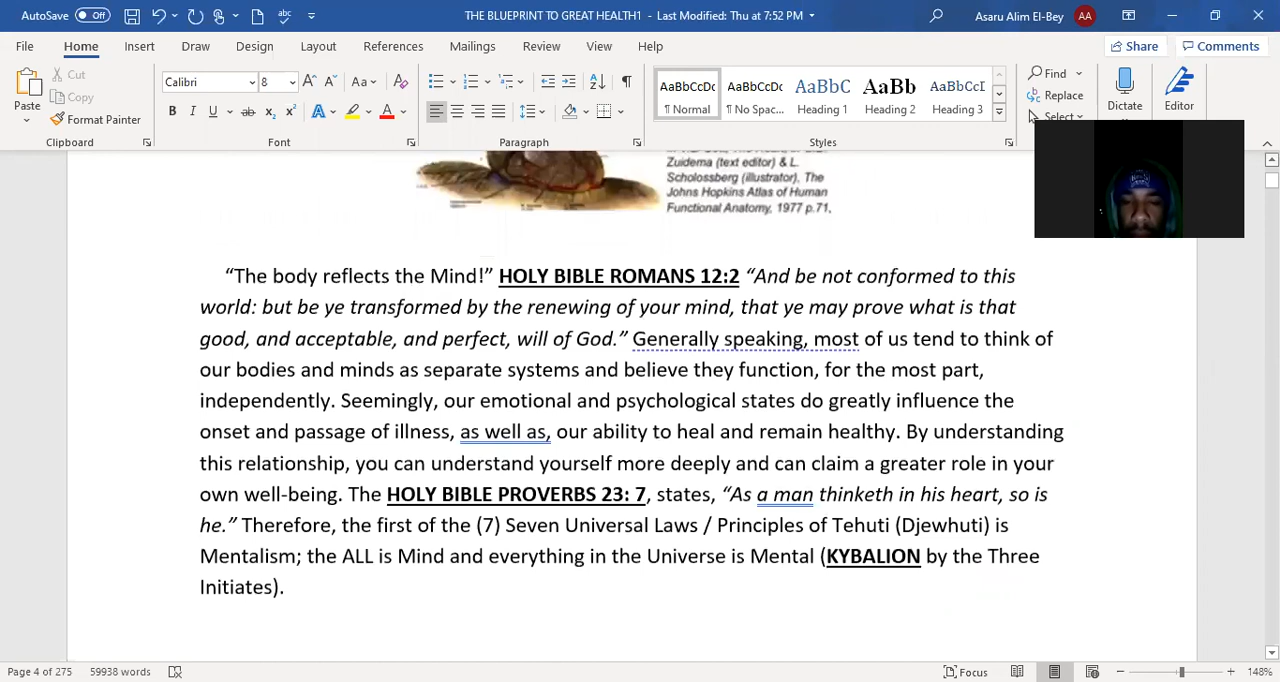 AutoSave Off THE BLUEPRINT TO GREAT HEALTH1 - Last Modified: Thu at 7:52 PM Asaru Alim El-Bey AA
File Home Insert Draw Design Layout References Mailings Review View Help Share Comments
Paste Cut Copy Format Painter
Calibri 8 Aa
B I U ab x₂ x² A A
AaBbCcDc AaBbCcDc AaBbC AaBb AaBbCcI
¶ Normal ¶ No Spac... Heading 1 Heading 2 Heading 3
Find Replace Select Dictate Editor
Clipboard Font Paragraph Styles
Zuidema (text editor) & L.
Scholossberg (illustrator), The
Johns Hopkins Atlas of Human
Functional Anatomy, 1977 p.71,
“The body reflects the Mind!” HOLY BIBLE ROMANS 12:2 “And be not conformed to this
world: but be ye transformed by the renewing of your mind, that ye may prove what is that
good, and acceptable, and perfect, will of God.” Generally speaking, most of us tend to think of
our bodies and minds as separate systems and believe they function, for the most part,
independently. Seemingly, our emotional and psychological states do greatly influence the
onset and passage of illness, as well as, our ability to heal and remain healthy. By understanding
this relationship, you can understand yourself more deeply and can claim a greater role in your
own well-being. The HOLY BIBLE PROVERBS 23: 7, states, “As a man thinketh in his heart, so is
he.” Therefore, the first of the (7) Seven Universal Laws / Principles of Tehuti (Djewhuti) is
Mentalism; the ALL is Mind and everything in the Universe is Mental (KYBALION by the Three
Initiates).
Page 4 of 275 59938 words Focus 148%